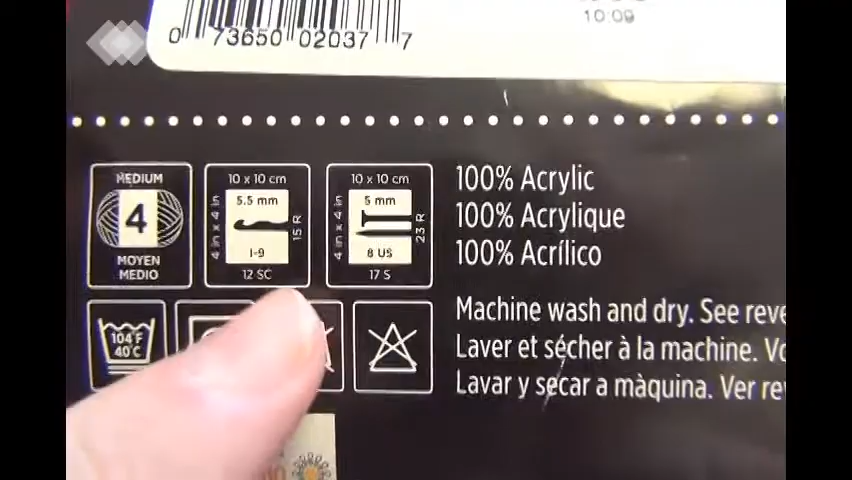 0 73650 02037 7
10:09
MEDIUM
4
MOYEN
MEDIO
10 x 10 cm
4 in x 4 in
5.5 mm
I-9
15 R
12 SC
10 x 10 cm
4 in x 4 in
5 mm
8 US
23 R
17 S
100% Acrylic
100% Acrylique
100% Acrílico
104°F
40°C
Machine wash and dry. See reve
Laver et sécher à la machine. Vo
Lavar y secar a màquina. Ver re